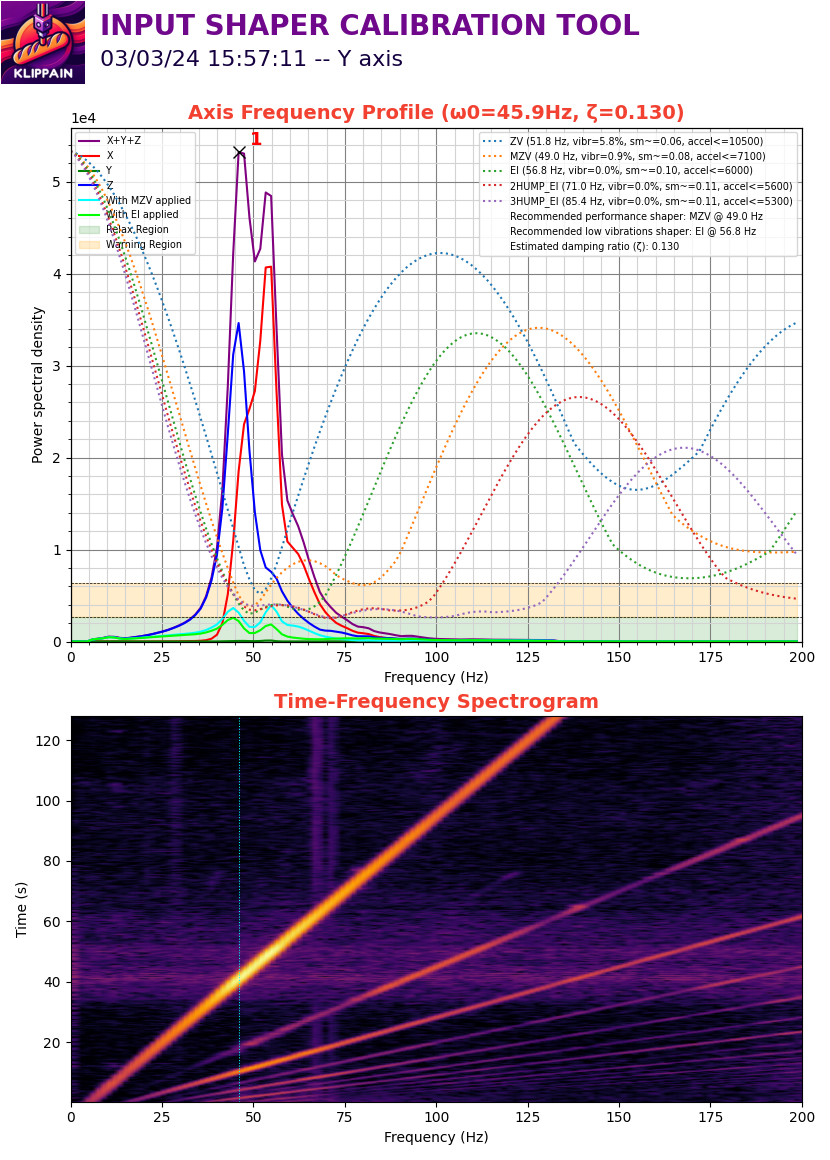 INPUT SHAPER CALIBRATION TOOL
03/03/24 15:57:11 -- Y axis
KLIPPAIN
Axis Frequency Profile (ω0=45.9Hz, ζ=0.130)
1e4
1
X+Y+Z
X
Y
Z
With MZV applied
With EI applied
Relax Region
Warning Region
ZV (51.8 Hz, vibr=5.8%, sm~=0.06, accel<=10500)
MZV (49.0 Hz, vibr=0.9%, sm~=0.08, accel<=7100)
EI (56.8 Hz, vibr=0.0%, sm~=0.10, accel<=6000)
2HUMP_EI (71.0 Hz, vibr=0.0%, sm~=0.11, accel<=5600)
3HUMP_EI (85.4 Hz, vibr=0.0%, sm~=0.11, accel<=5300)
Recommended performance shaper: MZV @ 49.0 Hz
Recommended low vibrations shaper: EI @ 56.8 Hz
Estimated damping ratio (ζ): 0.130
Power spectral density
5
4
3
2
1
0
0 25 50 75 100 125 150 175 200
Frequency (Hz)
Time-Frequency Spectrogram
Time (s)
120
100
80
60
40
20
0 25 50 75 100 125 150 175 200
Frequency (Hz)